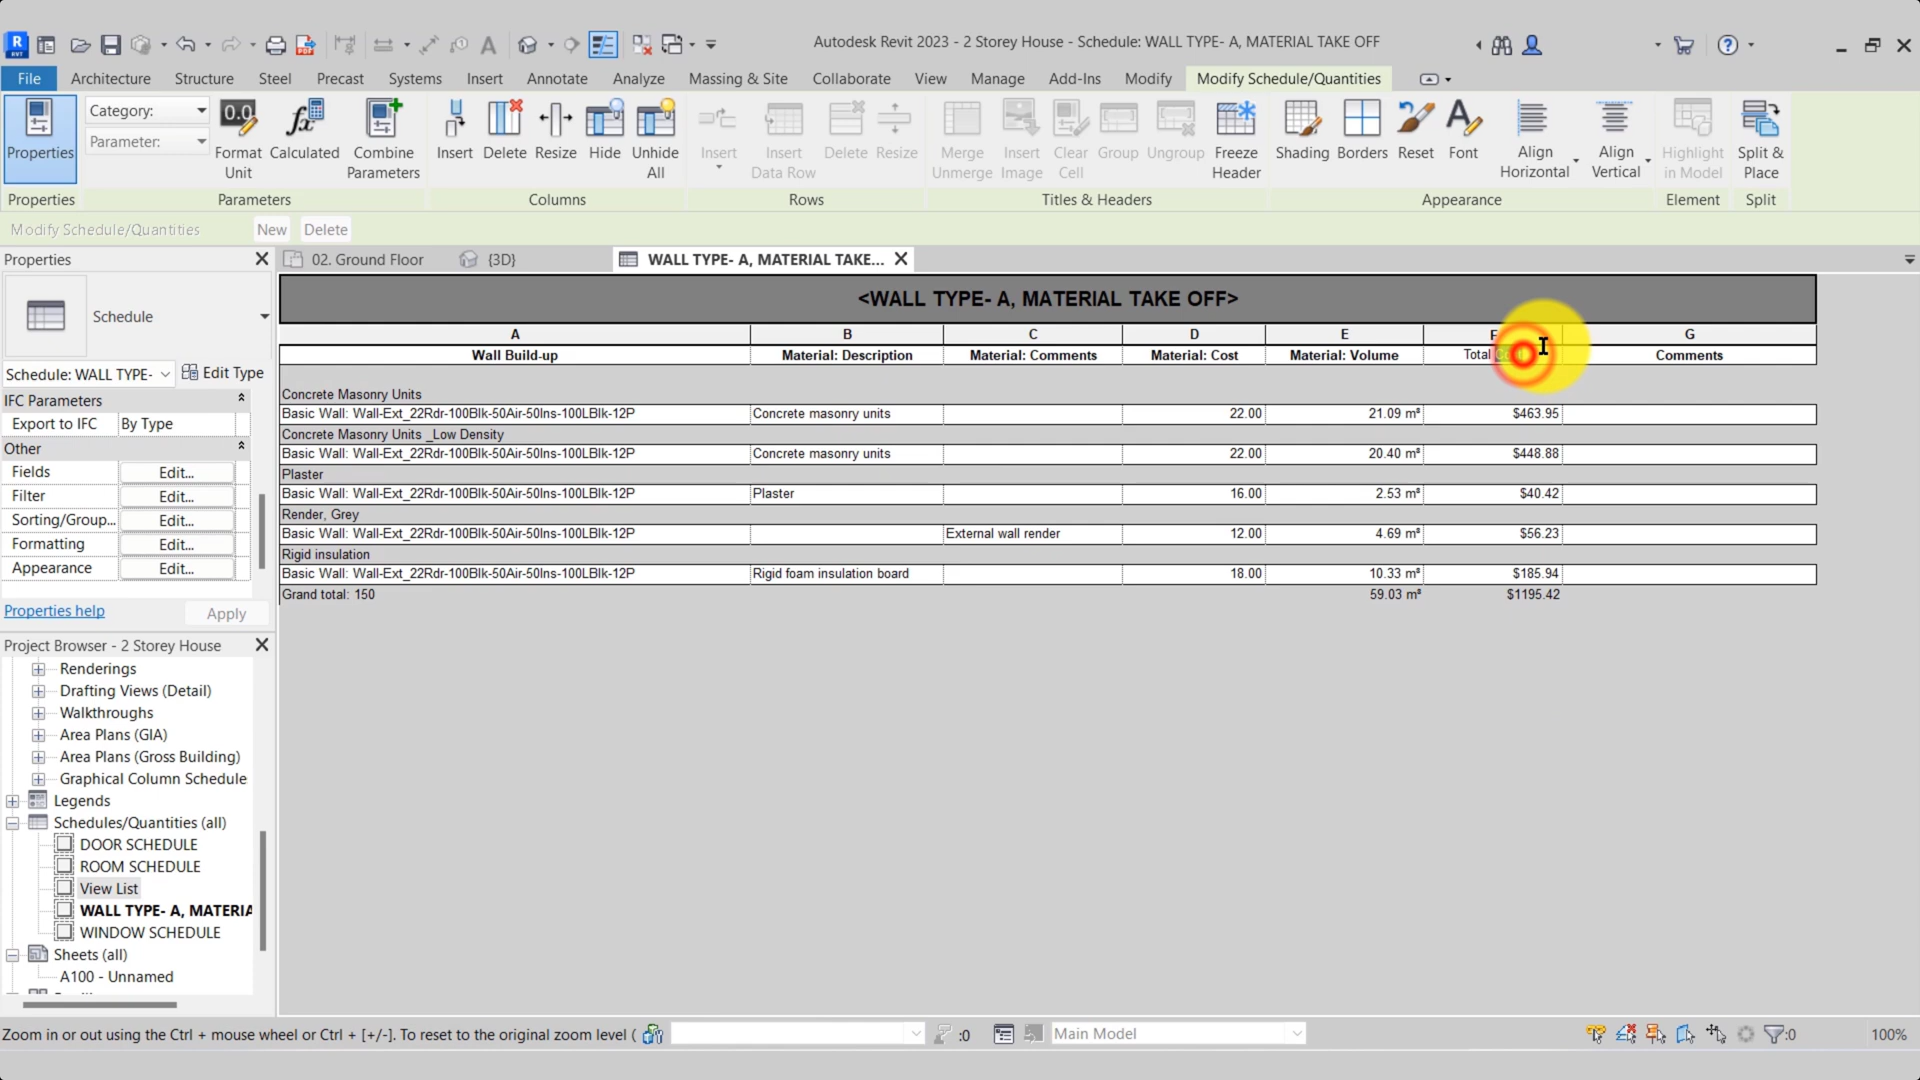 Autodesk Revit 2023 - 2 Storey House - Schedule: WALL TYPE- A, MATERIAL TAKE OFF
File Architecture Structure Steel Precast Systems Insert Annotate Analyze Massing & Site Collaborate View Manage Add-Ins Modify Modify Schedule/Quantities
Properties
Category:
Parameter:
Format Unit
Calculated
Combine Parameters
Insert
Delete
Resize
Hide
Unhide All
Insert
Insert Data Row
Delete
Resize
Merge Unmerge
Insert Image
Clear Cell
Group
Ungroup
Freeze Header
Shading
Borders
Reset
Font
Align Horizontal
Align Vertical
Highlight in Model
Split & Place
Properties Parameters Columns Rows Titles & Headers Appearance Element Split
Modify Schedule/Quantities New Delete
Properties
02. Ground Floor {3D} WALL TYPE- A, MATERIAL TAKE...
Schedule
Schedule: WALL TYPE- Edit Type
IFC Parameters
Export to IFC By Type
Other
Fields Edit...
Filter Edit...
Sorting/Group... Edit...
Formatting Edit...
Appearance Edit...
Properties help Apply
Project Browser - 2 Storey House
Renderings
Drafting Views (Detail)
Walkthroughs
Area Plans (GIA)
Area Plans (Gross Building)
Graphical Column Schedule
Legends
Schedules/Quantities (all)
DOOR SCHEDULE
ROOM SCHEDULE
View List
WALL TYPE- A, MATERIA
WINDOW SCHEDULE
Sheets (all)
A100 - Unnamed
<WALL TYPE- A, MATERIAL TAKE OFF>
A B C D E F G
Wall Build-up Material: Description Material: Comments Material: Cost Material: Volume Total Cost Comments
Concrete Masonry Units
Basic Wall: Wall-Ext_22Rdr-100Blk-50Air-50Ins-100LBlk-12P Concrete masonry units 22.00 21.09 m³ $463.95
Concrete Masonry Units _Low Density
Basic Wall: Wall-Ext_22Rdr-100Blk-50Air-50Ins-100LBlk-12P Concrete masonry units 22.00 20.40 m³ $448.88
Plaster
Basic Wall: Wall-Ext_22Rdr-100Blk-50Air-50Ins-100LBlk-12P Plaster 16.00 2.53 m³ $40.42
Render, Grey
Basic Wall: Wall-Ext_22Rdr-100Blk-50Air-50Ins-100LBlk-12P External wall render 12.00 4.69 m³ $56.23
Rigid insulation
Basic Wall: Wall-Ext_22Rdr-100Blk-50Air-50Ins-100LBlk-12P Rigid foam insulation board 18.00 10.33 m³ $185.94
Grand total: 150 59.03 m³ $1195.42
Zoom in or out using the Ctrl + mouse wheel or Ctrl + [+/-]. To reset to the original zoom level ( :0 Main Model :0 100%